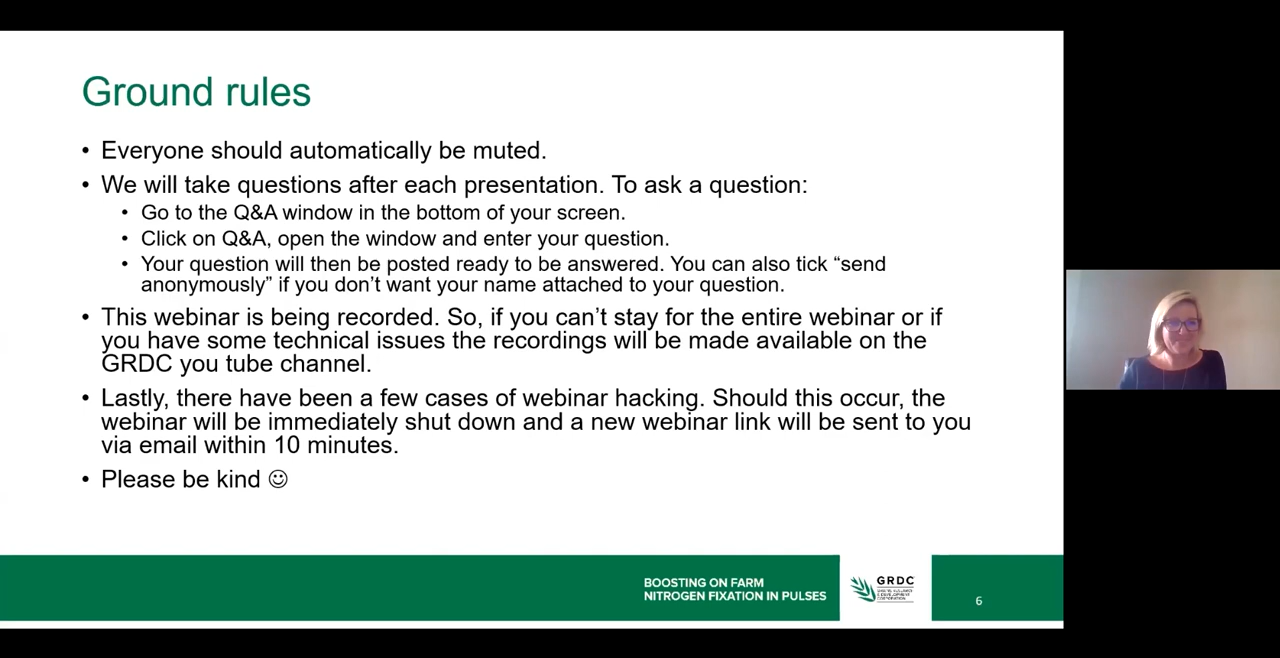 Ground rules
• Everyone should automatically be muted.
• We will take questions after each presentation. To ask a question:
• Go to the Q&A window in the bottom of your screen.
• Click on Q&A, open the window and enter your question.
• Your question will then be posted ready to be answered. You can also tick “send
anonymously” if you don’t want your name attached to your question.
• This webinar is being recorded. So, if you can’t stay for the entire webinar or if
you have some technical issues the recordings will be made available on the
GRDC you tube channel.
• Lastly, there have been a few cases of webinar hacking. Should this occur, the
webinar will be immediately shut down and a new webinar link will be sent to you
via email within 10 minutes.
• Please be kind ☺
BOOSTING ON FARM
NITROGEN FIXATION IN PULSES
GRDC
6